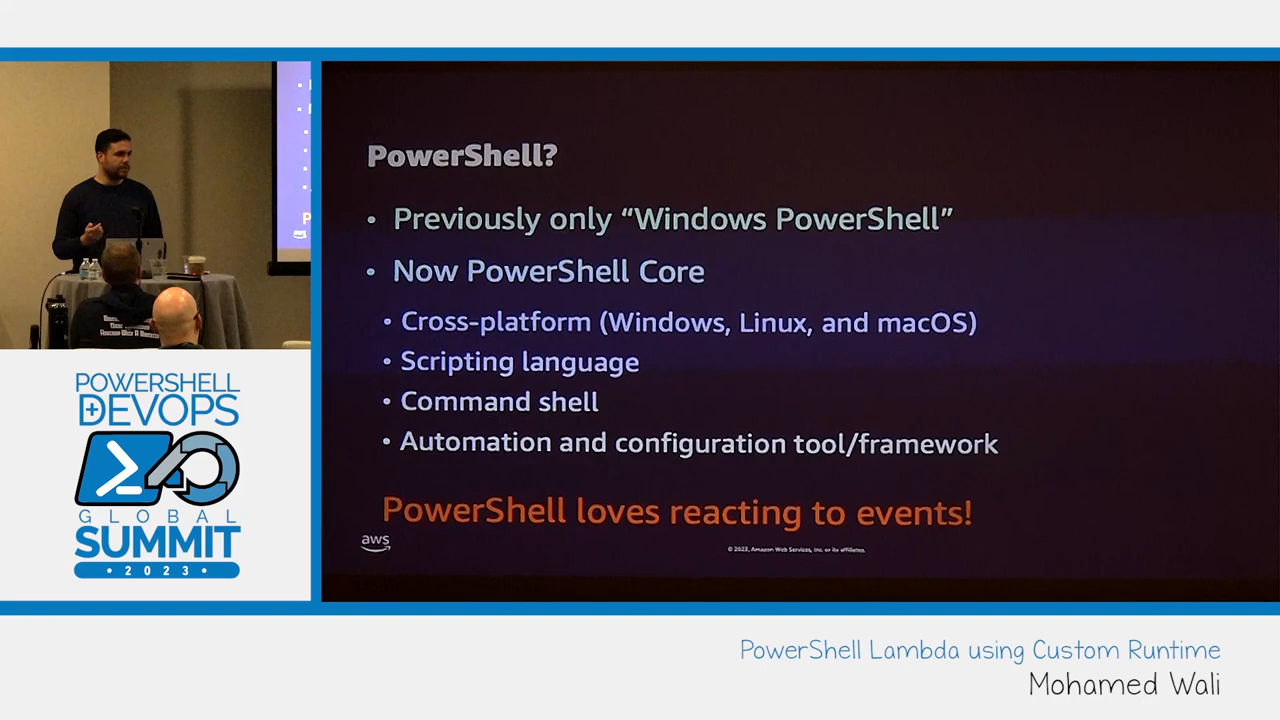 PowerShell?
• Previously only “Windows PowerShell”
• Now PowerShell Core
• Cross-platform (Windows, Linux, and macOS)
• Scripting language
• Command shell
• Automation and configuration tool/framework
PowerShell loves reacting to events!
aws
© 2023, Amazon Web Services, Inc. or its affiliates.
POWERSHELL
+DEVOPS
GLOBAL
SUMMIT
• 2023 •
PowerShell Lambda using Custom Runtime
Mohamed Wali